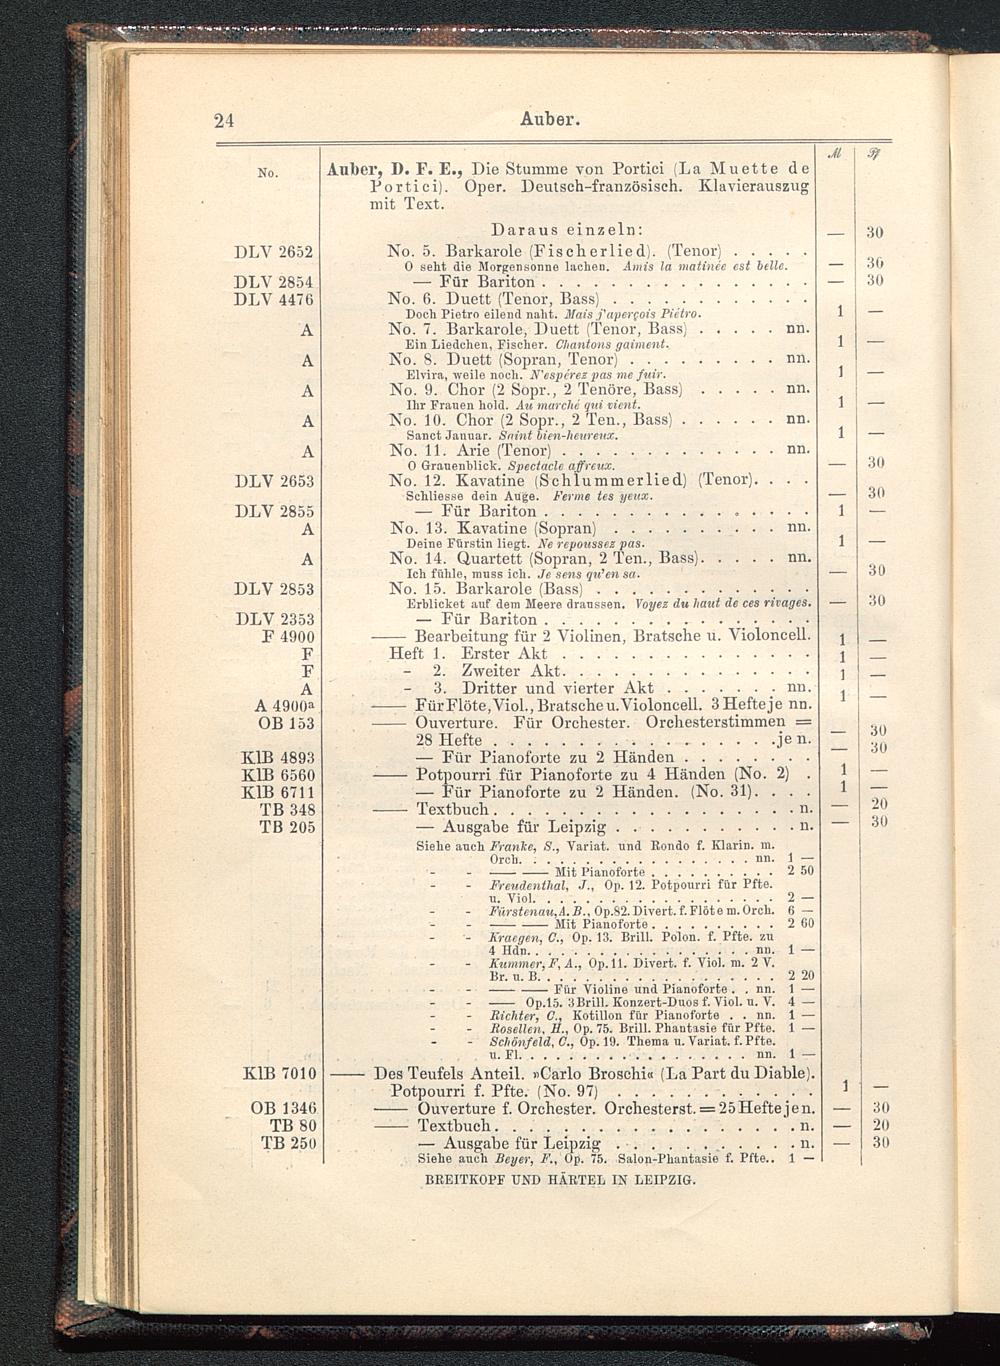 24 Auber.
No. Auber, D. F. E., Die Stumme von Portici (La Muette de ℳ ₰
Portici). Oper. Deutsch-französisch. Klavierauszug
mit Text.
Daraus einzeln: — 30
DLV 2652 No. 5. Barkarole (Fischerlied). (Tenor) . . . . .
O seht die Morgensonne lachen. Amis la matinée est belle. — 30
DLV 2854 — Für Bariton . . . . . . . . . . . . . . . . — 30
DLV 4476 No. 6. Duett (Tenor, Bass) . . . . . . . . . . . .
Doch Pietro eilend naht. Mais j'aperçois Piétro. 1 —
A No. 7. Barkarole, Duett (Tenor, Bass) . . . . . nn.
Ein Liedchen, Fischer. Chantons gaiment. 1 —
A No. 8. Duett (Sopran, Tenor) . . . . . . . . . nn.
Elvira, weile noch. N'espérez pas me fuir. 1 —
A No. 9. Chor (2 Sopr., 2 Tenöre, Bass) . . . . . nn.
Ihr Frauen hold. Au marché qui vient. 1 —
A No. 10. Chor (2 Sopr., 2 Ten., Bass) . . . . . . nn.
Sanct Januar. Saint bien-heureux. 1 —
A No. 11. Arie (Tenor) . . . . . . . . . . . . . nn.
O Grauenblick. Spectacle affreux. — 30
DLV 2653 No. 12. Kavatine (Schlummerlied) (Tenor). . . .
Schliesse dein Auge. Ferme tes yeux. — 30
DLV 2855 — Für Bariton . . . . . . . . . . . . . . . . 1 —
A No. 13. Kavatine (Sopran) . . . . . . . . . . nn.
Deine Fürstin liegt. Ne repoussez pas. 1 —
A No. 14. Quartett (Sopran, 2 Ten., Bass). . . . . nn.
Ich fühle, muss ich. Je sens qu'en sa. — 30
DLV 2853 No. 15. Barkarole (Bass) . . . . . . . . . . . . .
Erblicket auf dem Meere draussen. Voyez du haut de ces rivages. — 30
DLV 2353 — Für Bariton . . . . . . . . . . . . . . . .
F 4900 —— Bearbeitung für 2 Violinen, Bratsche u. Violoncell. 1 —
F Heft 1. Erster Akt . . . . . . . . . . . . . . . 1 —
F - 2. Zweiter Akt. . . . . . . . . . . . . . . 1 —
A - 3. Dritter und vierter Akt . . . . . . . nn. 1 —
A 4900a —— Für Flöte, Viol., Bratsche u. Violoncell. 3 Hefte je nn.
OB 153 —— Ouverture. Für Orchester. Orchesterstimmen =
28 Hefte . . . . . . . . . . . . . . . . . . je n. — 30
KlB 4893 — Für Pianoforte zu 2 Händen . . . . . . . . — 30
KlB 6560 —— Potpourri für Pianoforte zu 4 Händen (No. 2) . 1 —
KlB 6711 — Für Pianoforte zu 2 Händen. (No. 31). . . . 1 —
TB 348 —— Textbuch . . . . . . . . . . . . . . . . . . . n. — 20
TB 205 — Ausgabe für Leipzig . . . . . . . . . . . n. — 30
Siehe auch Franke, S., Variat. und Rondo f. Klarin. m.
Orch. . . . . . . . . . . . . . . . . . nn. 1 —
- - —— —— Mit Pianoforte . . . . . . . . . . 2 50
- - Freudenthal, J., Op. 12. Potpourri für Pfte.
u. Viol. . . . . . . . . . . . . . . . . . 2 —
- - Fürstenau, A. B., Op. 82. Divert. f. Flöte m. Orch. 6 —
- - —— —— Mit Pianoforte . . . . . . . . . . 2 60
- - Kraegen, C., Op. 13. Brill. Polon. f. Pfte. zu
4 Hdn. . . . . . . . . . . . . . . . . nn. 1 —
- - Kummer, F. A., Op. 11. Divert. f. Viol. m. 2 V.
Br. u. B. . . . . . . . . . . . . . . . . . 2 20
- - —— —— Für Violine und Pianoforte . . nn. 1 —
- - —— Op. 15. 3 Brill. Konzert-Duos f. Viol. u. V. 4 —
- - Richter, C., Kotillon für Pianoforte . . nn. 1 —
- - Rosellen, H., Op. 75. Brill. Phantasie für Pfte. 1 —
- - Schönfeld, C., Op. 19. Thema u. Variat. f. Pfte.
u. Fl. . . . . . . . . . . . . . . . . . nn. 1 —
KlB 7010 —— Des Teufels Anteil. »Carlo Broschi« (La Part du Diable).
Potpourri f. Pfte. (No. 97) . . . . . . . . . . . . 1 —
OB 1346 —— Ouverture f. Orchester. Orchesterst. = 25 Hefte je n. — 30
TB 80 —— Textbuch . . . . . . . . . . . . . . . . . . . n. — 20
TB 250 — Ausgabe für Leipzig . . . . . . . . . . . n. — 30
Siehe auch Beyer, F., Op. 75. Salon-Phantasie f. Pfte. . 1 —
BREITKOPF UND HÄRTEL IN LEIPZIG.